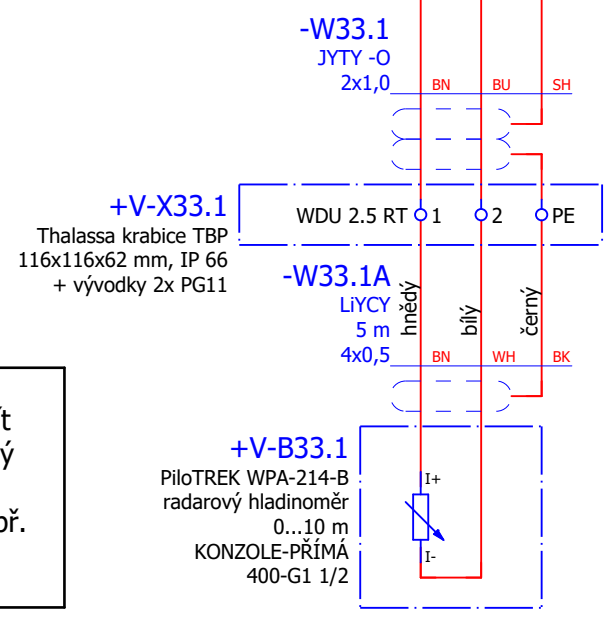 -W33.1
JYTY -O
2x1,0
BN
BU
SH
+V-X33.1
Thalassa krabice TBP
116x116x62 mm, IP 66
+ vývodky 2x PG11
WDU 2.5 RT
1
2
PE
-W33.1A
LiYCY
5 m
4x0,5
hnědý
bílý
černý
BN
WH
BK
+V-B33.1
PiloTREK WPA-214-B
radarový hladinoměr
0...10 m
KONZOLE-PŘÍMÁ
400-G1 1/2
I+
I-